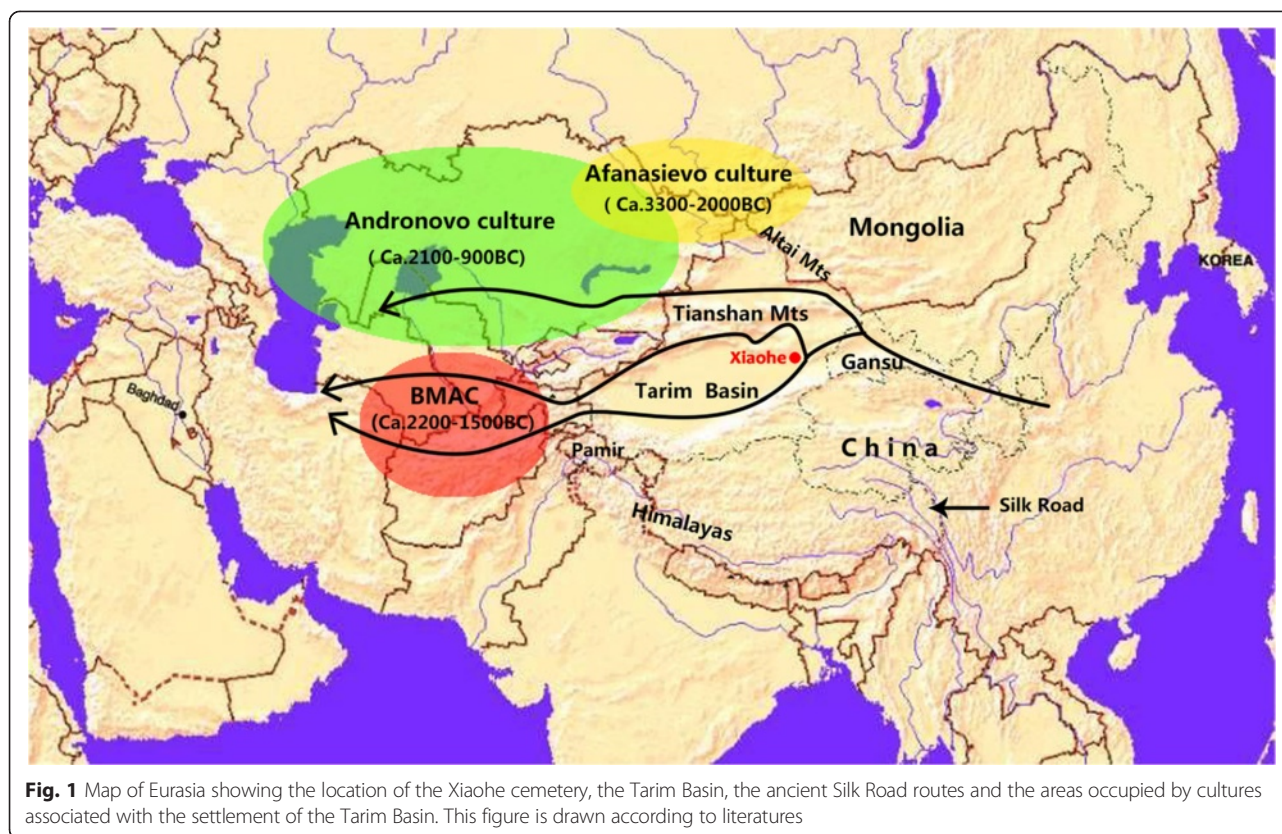 Afanasievo culture
( Ca.3300-2000BC)
Andronovo culture
( Ca.2100-900BC)
Mongolia
Altai Mts
KOREA
Tianshan Mts
Xiaohe
Gansu
Tarim Basin
BMAC
(Ca.2200-1500BC)
Baghdad
China
Pamir
Silk Road
Himalayas
Fig. 1 Map of Eurasia showing the location of the Xiaohe cemetery, the Tarim Basin, the ancient Silk Road routes and the areas occupied by cultures
associated with the settlement of the Tarim Basin. This figure is drawn according to literatures